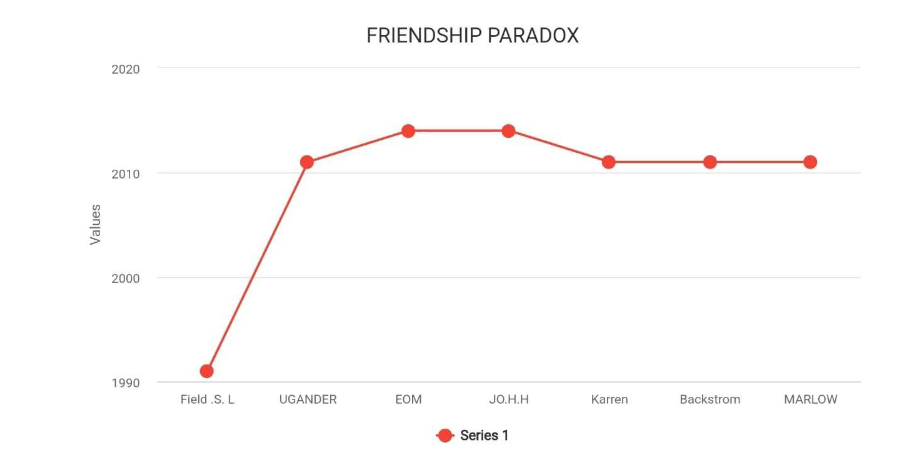 FRIENDSHIP PARADOX
2020
2010
2000
1990
Values
Field .S. L UGANDER EOM JO.H.H Karren Backstrom MARLOW
Series 1